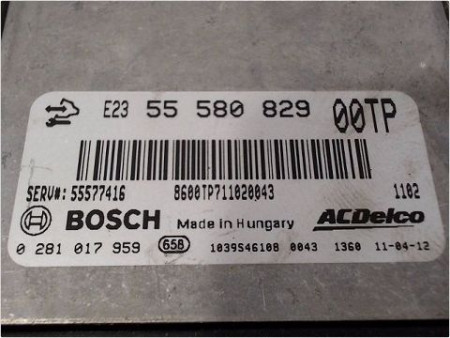 E23 55 580 829 00TP
SERV#: 55577416 8600TP711020043 1102
BOSCH Made in Hungary ACDelco
0 281 017 959 658 1039S46108 0043 1360 11-04-12